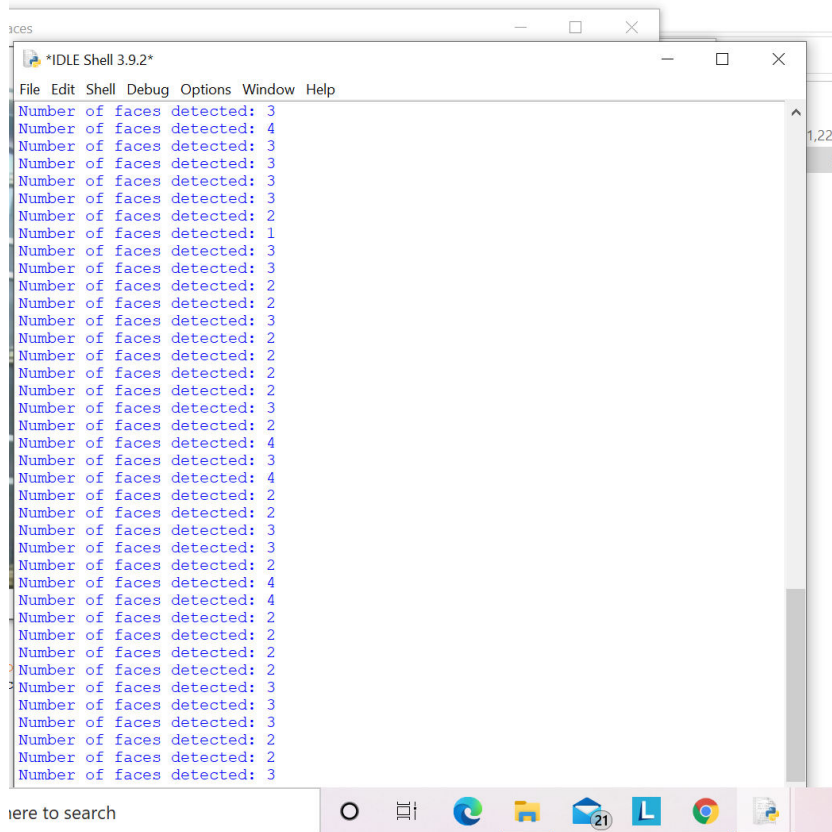 aces
*IDLE Shell 3.9.2*
File Edit Shell Debug Options Window Help
Number of faces detected: 3
Number of faces detected: 4
Number of faces detected: 3
Number of faces detected: 3
Number of faces detected: 3
Number of faces detected: 3
Number of faces detected: 2
Number of faces detected: 1
Number of faces detected: 3
Number of faces detected: 3
Number of faces detected: 2
Number of faces detected: 2
Number of faces detected: 3
Number of faces detected: 2
Number of faces detected: 2
Number of faces detected: 2
Number of faces detected: 2
Number of faces detected: 3
Number of faces detected: 2
Number of faces detected: 4
Number of faces detected: 3
Number of faces detected: 4
Number of faces detected: 2
Number of faces detected: 2
Number of faces detected: 3
Number of faces detected: 3
Number of faces detected: 2
Number of faces detected: 4
Number of faces detected: 4
Number of faces detected: 2
Number of faces detected: 2
Number of faces detected: 2
Number of faces detected: 2
Number of faces detected: 3
Number of faces detected: 3
Number of faces detected: 3
Number of faces detected: 2
Number of faces detected: 2
Number of faces detected: 3
1,22
here to search
21
L